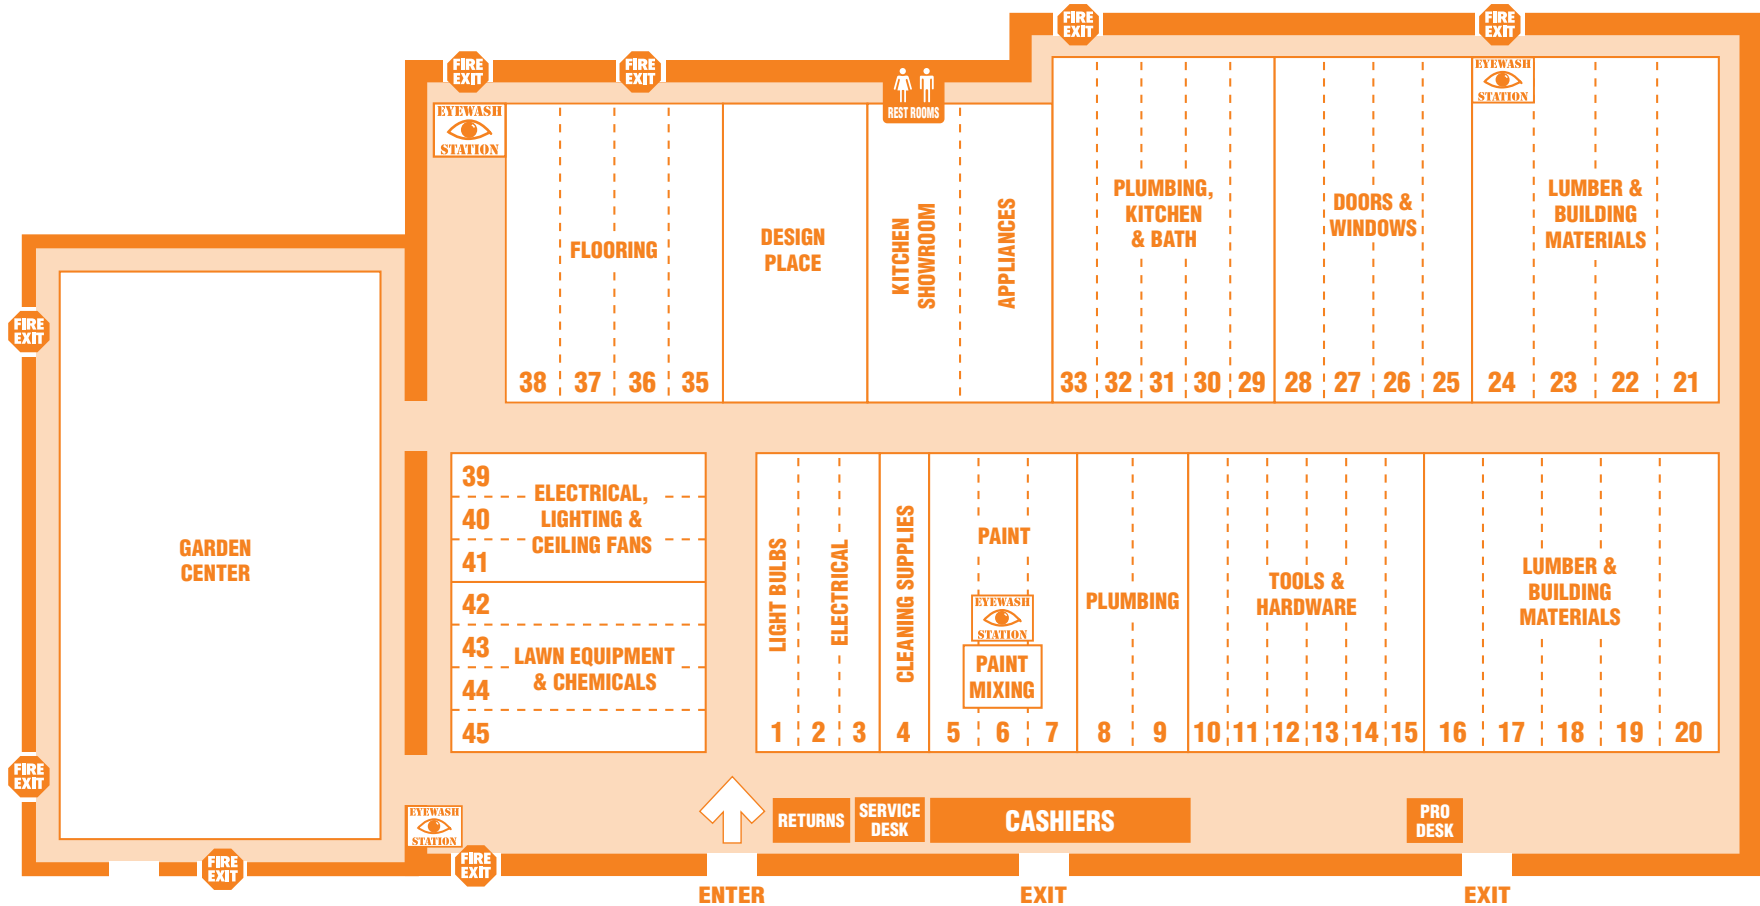 FIRE
EXIT
FIRE
EXIT
FIRE
EXIT
FIRE
EXIT
REST ROOMS
EYEWASH
STATION
EYEWASH
STATION
FLOORING
DESIGN
PLACE
KITCHEN
SHOWROOM
APPLIANCES
PLUMBING,
KITCHEN
& BATH
DOORS &
WINDOWS
LUMBER &
BUILDING
MATERIALS
38 37 36 35 33 32 31 30 29 28 27 26 25 24 23 22 21
FIRE
EXIT
GARDEN
CENTER
39
40
41
ELECTRICAL,
LIGHTING &
CEILING FANS
42
43
44
45
LAWN EQUIPMENT
& CHEMICALS
LIGHT BULBS
ELECTRICAL
CLEANING SUPPLIES
PAINT
EYEWASH
STATION
PAINT
MIXING
PLUMBING
TOOLS &
HARDWARE
LUMBER &
BUILDING
MATERIALS
1 2 3 4 5 6 7 8 9 10 11 12 13 14 15 16 17 18 19 20
FIRE
EXIT
EYEWASH
STATION
RETURNS
SERVICE
DESK
CASHIERS
PRO
DESK
FIRE
EXIT
FIRE
EXIT
ENTER
EXIT
EXIT